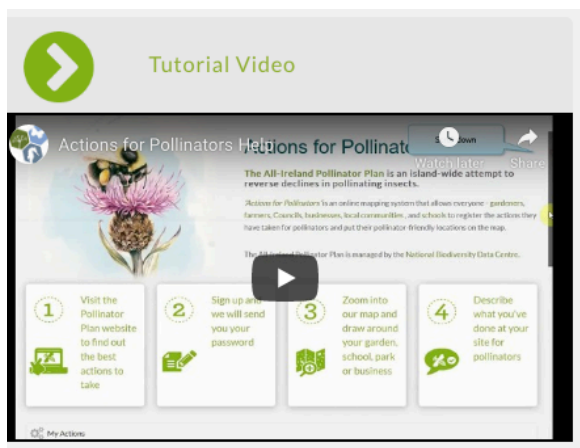 Tutorial Video
Actions for Pollinators Help
Actions for Pollinat
down
Watch later
Share
The All-Ireland Pollinator Plan is an island-wide attempt to
reverse declines in pollinating insects.
'Actions for Pollinators' is an online mapping system that allows everyone - gardeners,
farmers, Councils, businesses, local communities, and schools to register the actions they
have taken for pollinators and put their pollinator-friendly locations on the map.
The All-Ireland Pollinator Plan is managed by the National Biodiversity Data Centre.
1
Visit the
Pollinator
Plan website
to find out
the best
actions to
take
2
Sign up and
we will send
you your
password
3
Zoom into
our map and
draw around
your garden,
school, park
or business
4
Describe
what you've
done at your
site for
pollinators
My Actions